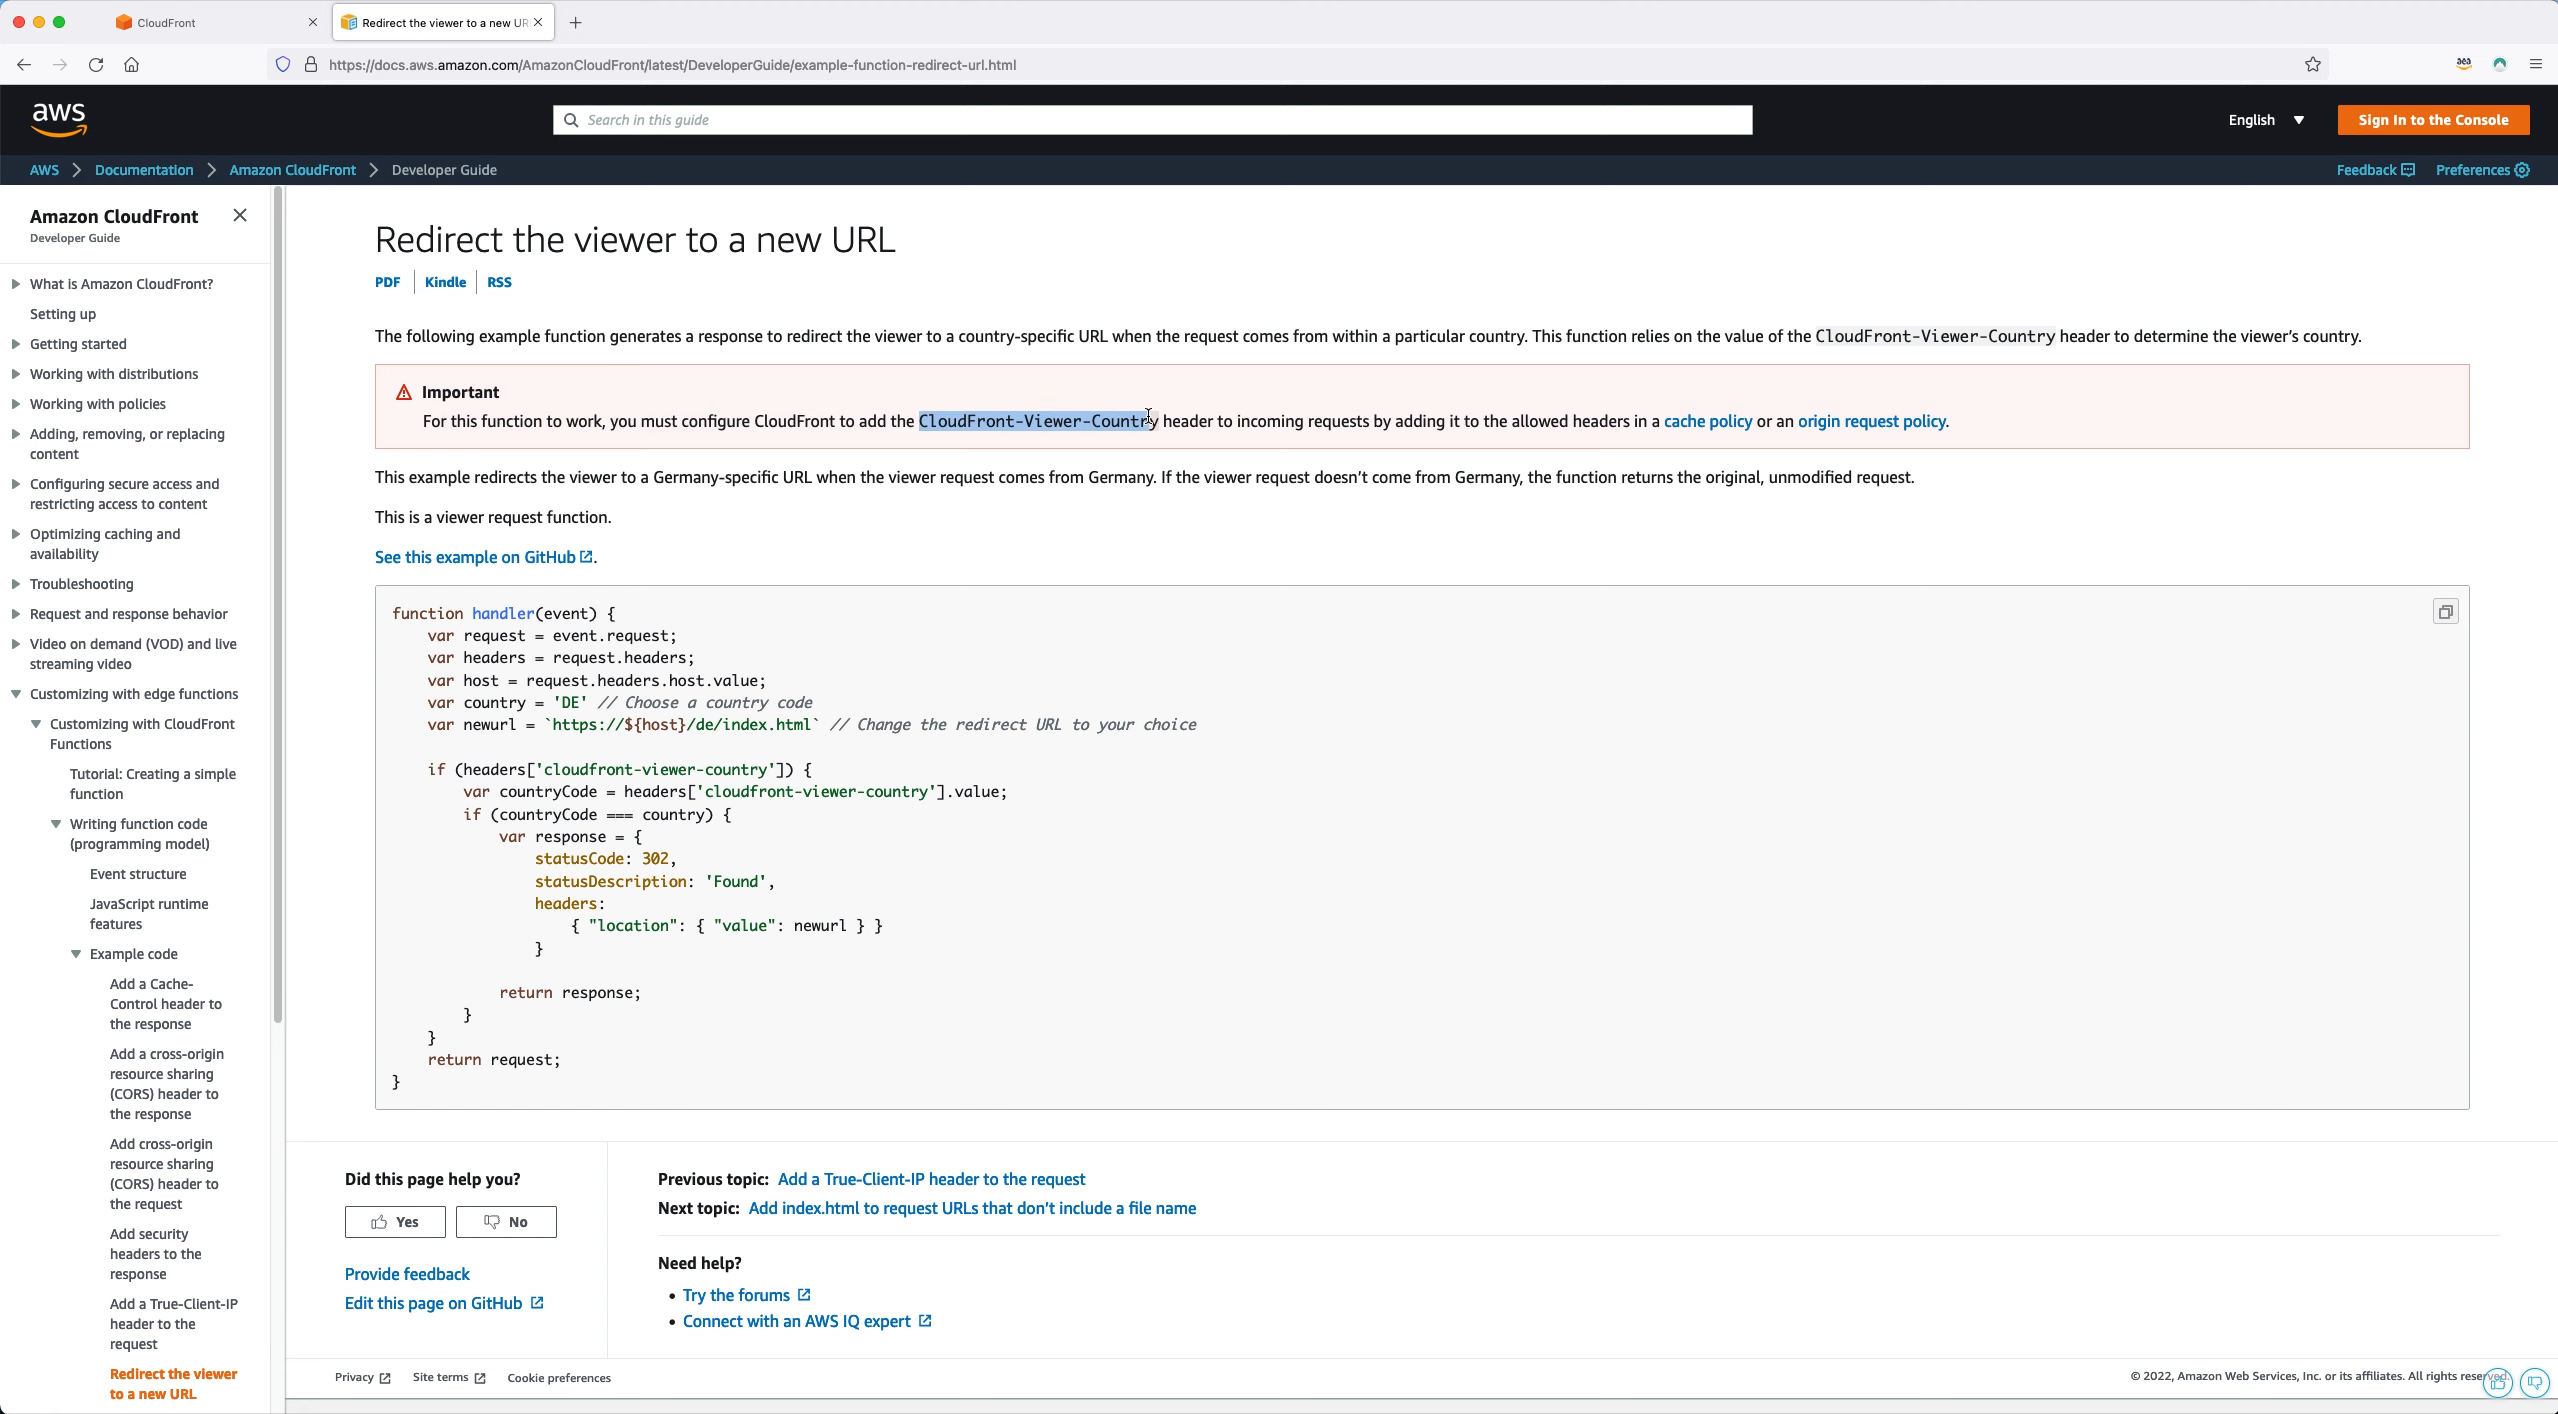 CloudFront
Redirect the viewer to a new UR
https://docs.aws.amazon.com/AmazonCloudFront/latest/DeveloperGuide/example-function-redirect-url.html
aws
Search in this guide
English
Sign In to the Console
AWS
Documentation
Amazon CloudFront
Developer Guide
Feedback
Preferences
Amazon CloudFront
Developer Guide
What is Amazon CloudFront?
Setting up
Getting started
Working with distributions
Working with policies
Adding, removing, or replacing
content
Configuring secure access and
restricting access to content
Optimizing caching and
availability
Troubleshooting
Request and response behavior
Video on demand (VOD) and live
streaming video
Customizing with edge functions
Customizing with CloudFront
Functions
Tutorial: Creating a simple
function
Writing function code
(programming model)
Event structure
JavaScript runtime
features
Example code
Add a Cache-
Control header to
the response
Add a cross-origin
resource sharing
(CORS) header to
the response
Add cross-origin
resource sharing
(CORS) header to
the request
Add security
headers to the
response
Add a True-Client-IP
header to the
request
Redirect the viewer
to a new URL
Redirect the viewer to a new URL
PDF
Kindle
RSS
The following example function generates a response to redirect the viewer to a country-specific URL when the request comes from within a particular country. This function relies on the value of the CloudFront-Viewer-Country header to determine the viewer’s country.
Important
For this function to work, you must configure CloudFront to add the CloudFront-Viewer-Country header to incoming requests by adding it to the allowed headers in a cache policy or an origin request policy.
This example redirects the viewer to a Germany-specific URL when the viewer request comes from Germany. If the viewer request doesn’t come from Germany, the function returns the original, unmodified request.
This is a viewer request function.
See this example on GitHub.
function handler(event) {
var request = event.request;
var headers = request.headers;
var host = request.headers.host.value;
var country = 'DE' // Choose a country code
var newurl = `https://${host}/de/index.html` // Change the redirect URL to your choice
if (headers['cloudfront-viewer-country']) {
var countryCode = headers['cloudfront-viewer-country'].value;
if (countryCode === country) {
var response = {
statusCode: 302,
statusDescription: 'Found',
headers:
{ "location": { "value": newurl } }
}
return response;
}
}
return request;
}
Did this page help you?
Yes
No
Provide feedback
Edit this page on GitHub
Previous topic: Add a True-Client-IP header to the request
Next topic: Add index.html to request URLs that don’t include a file name
Need help?
• Try the forums
• Connect with an AWS IQ expert
Privacy
Site terms
Cookie preferences
© 2022, Amazon Web Services, Inc. or its affiliates. All rights reserved.